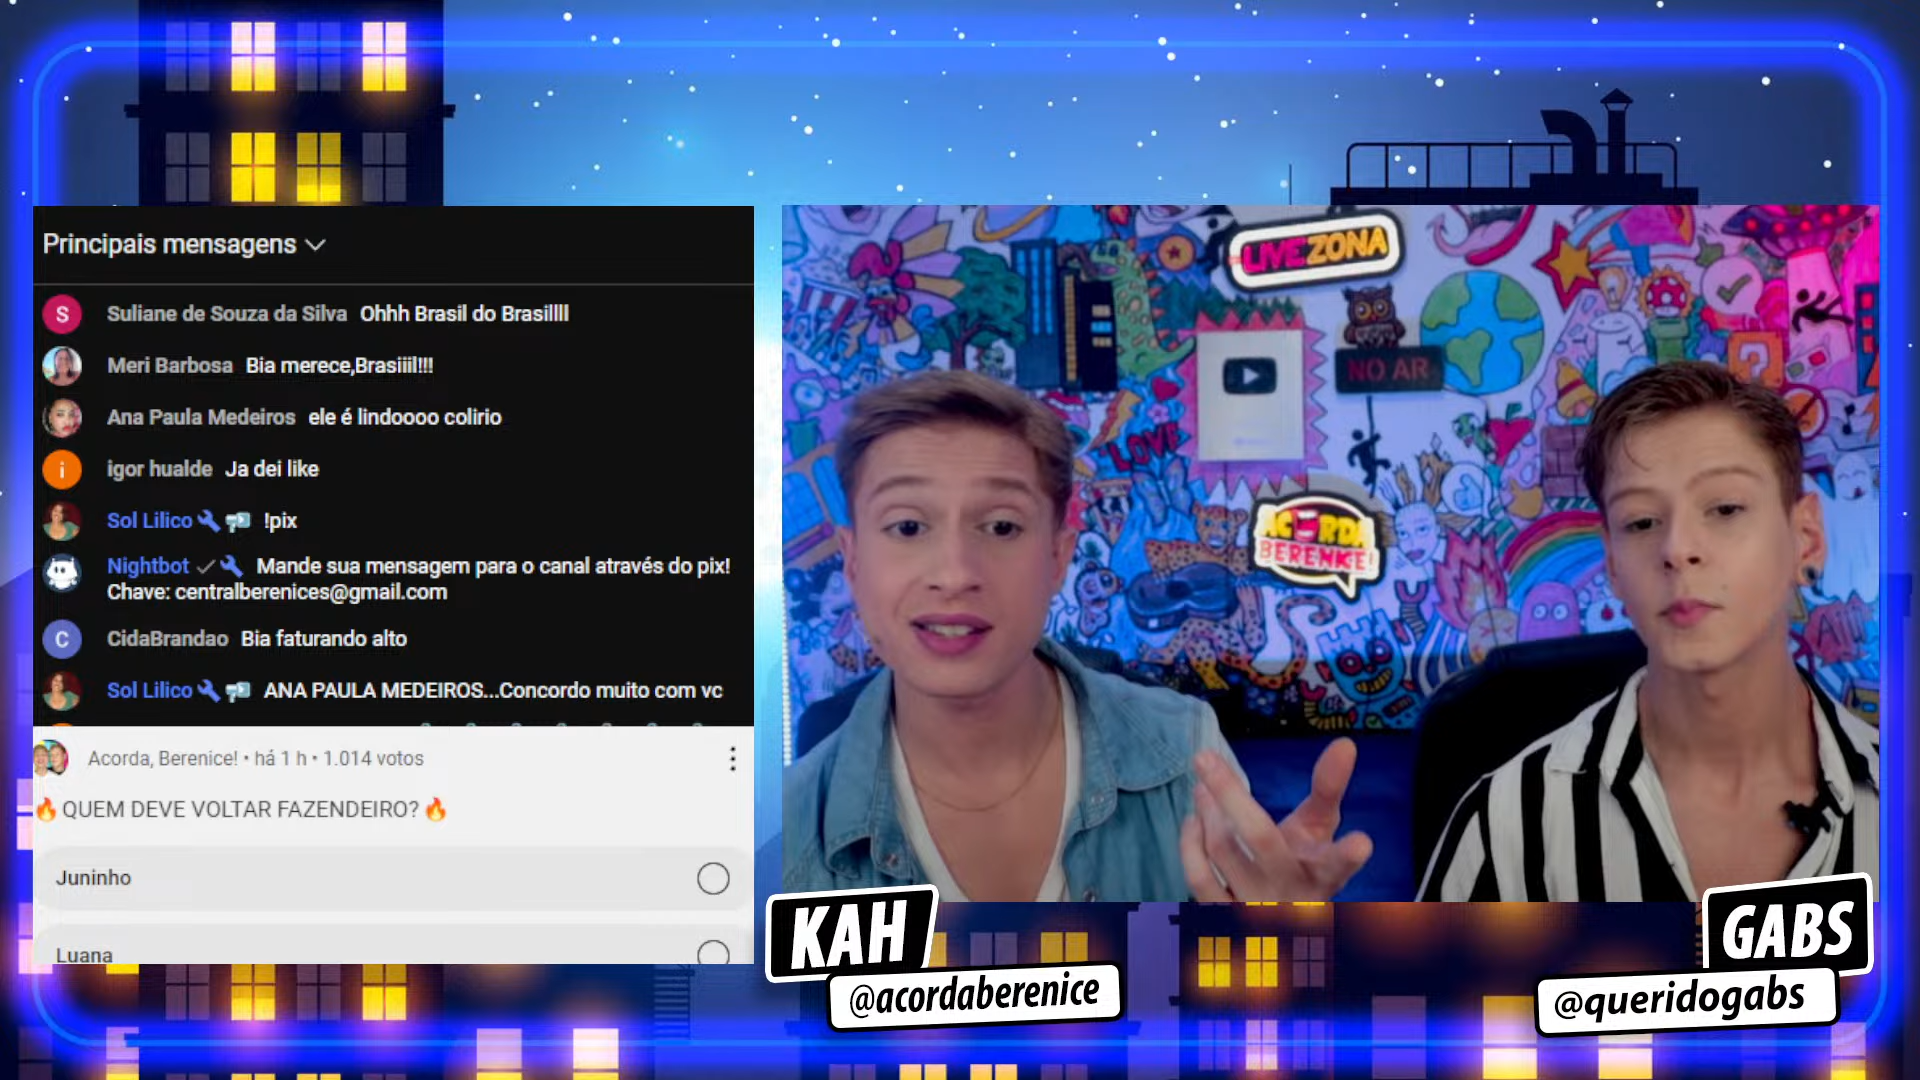 Principais mensagens
Suliane de Souza da Silva Ohhh Brasil do Brasillll
Meri Barbosa Bia merece,Brasiiil!!!
Ana Paula Medeiros ele é lindoooo colirio
i igor hualde Ja dei like
Sol Lilico !pix
Nightbot Mande sua mensagem para o canal através do pix!
Chave: centralberenices@gmail.com
C CidaBrandao Bia faturando alto
Sol Lilico ANA PAULA MEDEIROS...Concordo muito com vc
Acorda, Berenice! • há 1 h • 1.014 votos
QUEM DEVE VOLTAR FAZENDEIRO?
Juninho
Luana
LIVEZONA
NO AR
LOVE
ACORDA
BERENICE!
KAH
@acordaberenice
GABS
@queridogabs